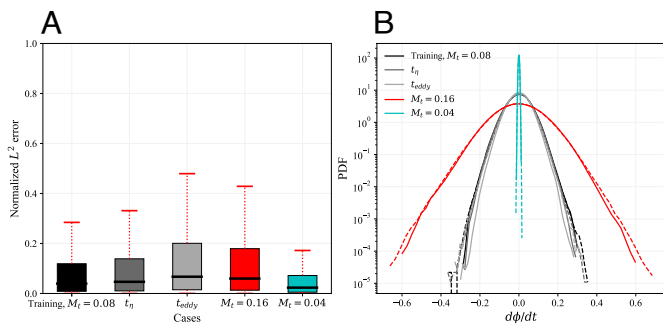 A
B
Normalized L² error
1.0
0.8
0.6
0.4
0.2
0.0
Training, Mₜ = 0.08
t_η
t_eddy
Mₜ = 0.16
Mₜ = 0.04
Cases
PDF
10²
10¹
10⁰
10⁻¹
10⁻²
10⁻³
10⁻⁴
10⁻⁵
Training, Mₜ = 0.08
t_η
t_eddy
Mₜ = 0.16
Mₜ = 0.04
−0.6
−0.4
−0.2
0.0
0.2
0.4
0.6
dϕ/dt